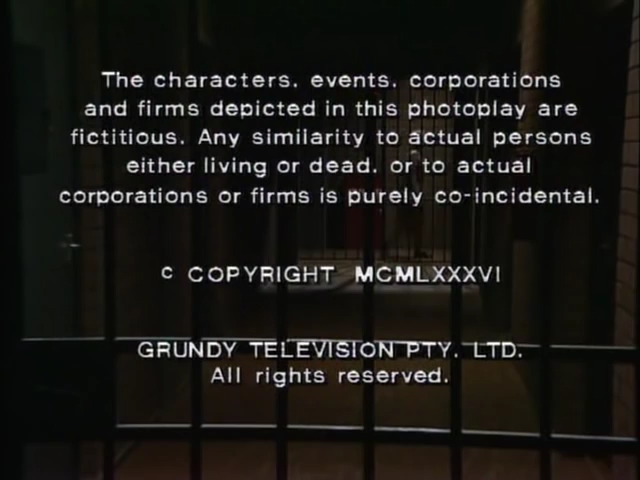 The characters. events. corporations
and firms depicted in this photoplay are
fictitious. Any similarity to actual persons
either living or dead. or to actual
corporations or firms is purely co-incidental.
c COPYRIGHT MCMLXXXVI
GRUNDY TELEVISION PTY. LTD.
All rights reserved.